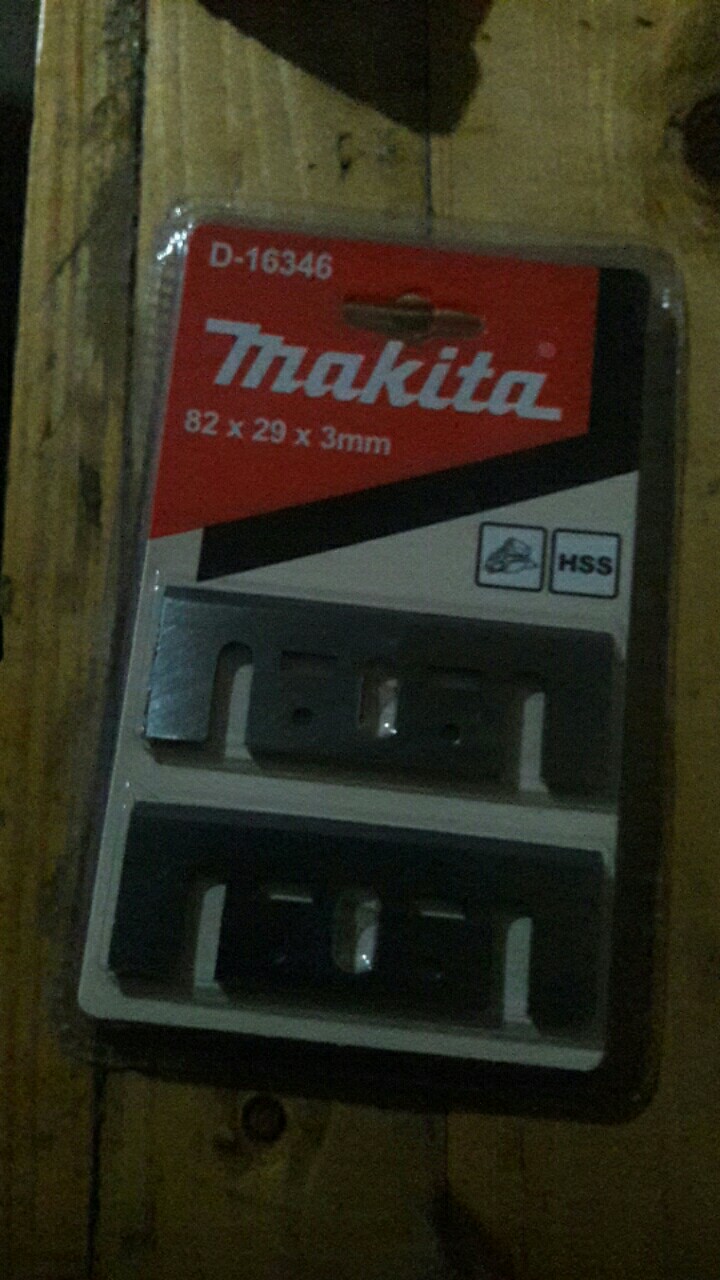 D-16346
makita
82 x 29 x 3mm
HSS